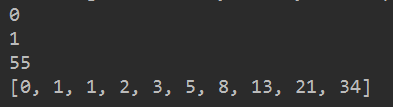 0
1
55
[0, 1, 1, 2, 3, 5, 8, 13, 21, 34]